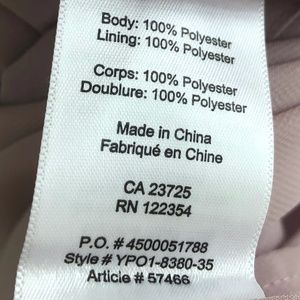 Body: 100% Polyester
Lining: 100% Polyester
Corps: 100% Polyester
Doublure: 100% Polyester
Made in China
Fabriqué en Chine
CA 23725
RN 122354
P.O. # 4500051788
Style # YPO1-8380-35
Article # 57466